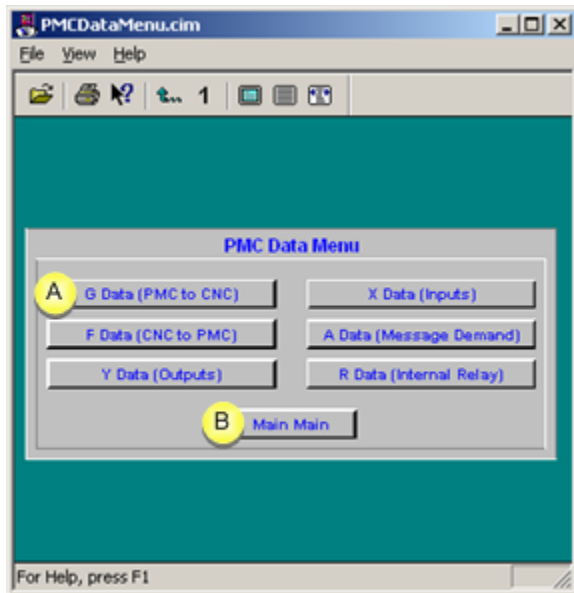 PMCDataMenu.cim
File View Help
1
PMC Data Menu
A G Data (PMC to CNC) X Data (Inputs)
F Data (CNC to PMC) A Data (Message Demand)
Y Data (Outputs) R Data (Internal Relay)
B Main Main
For Help, press F1